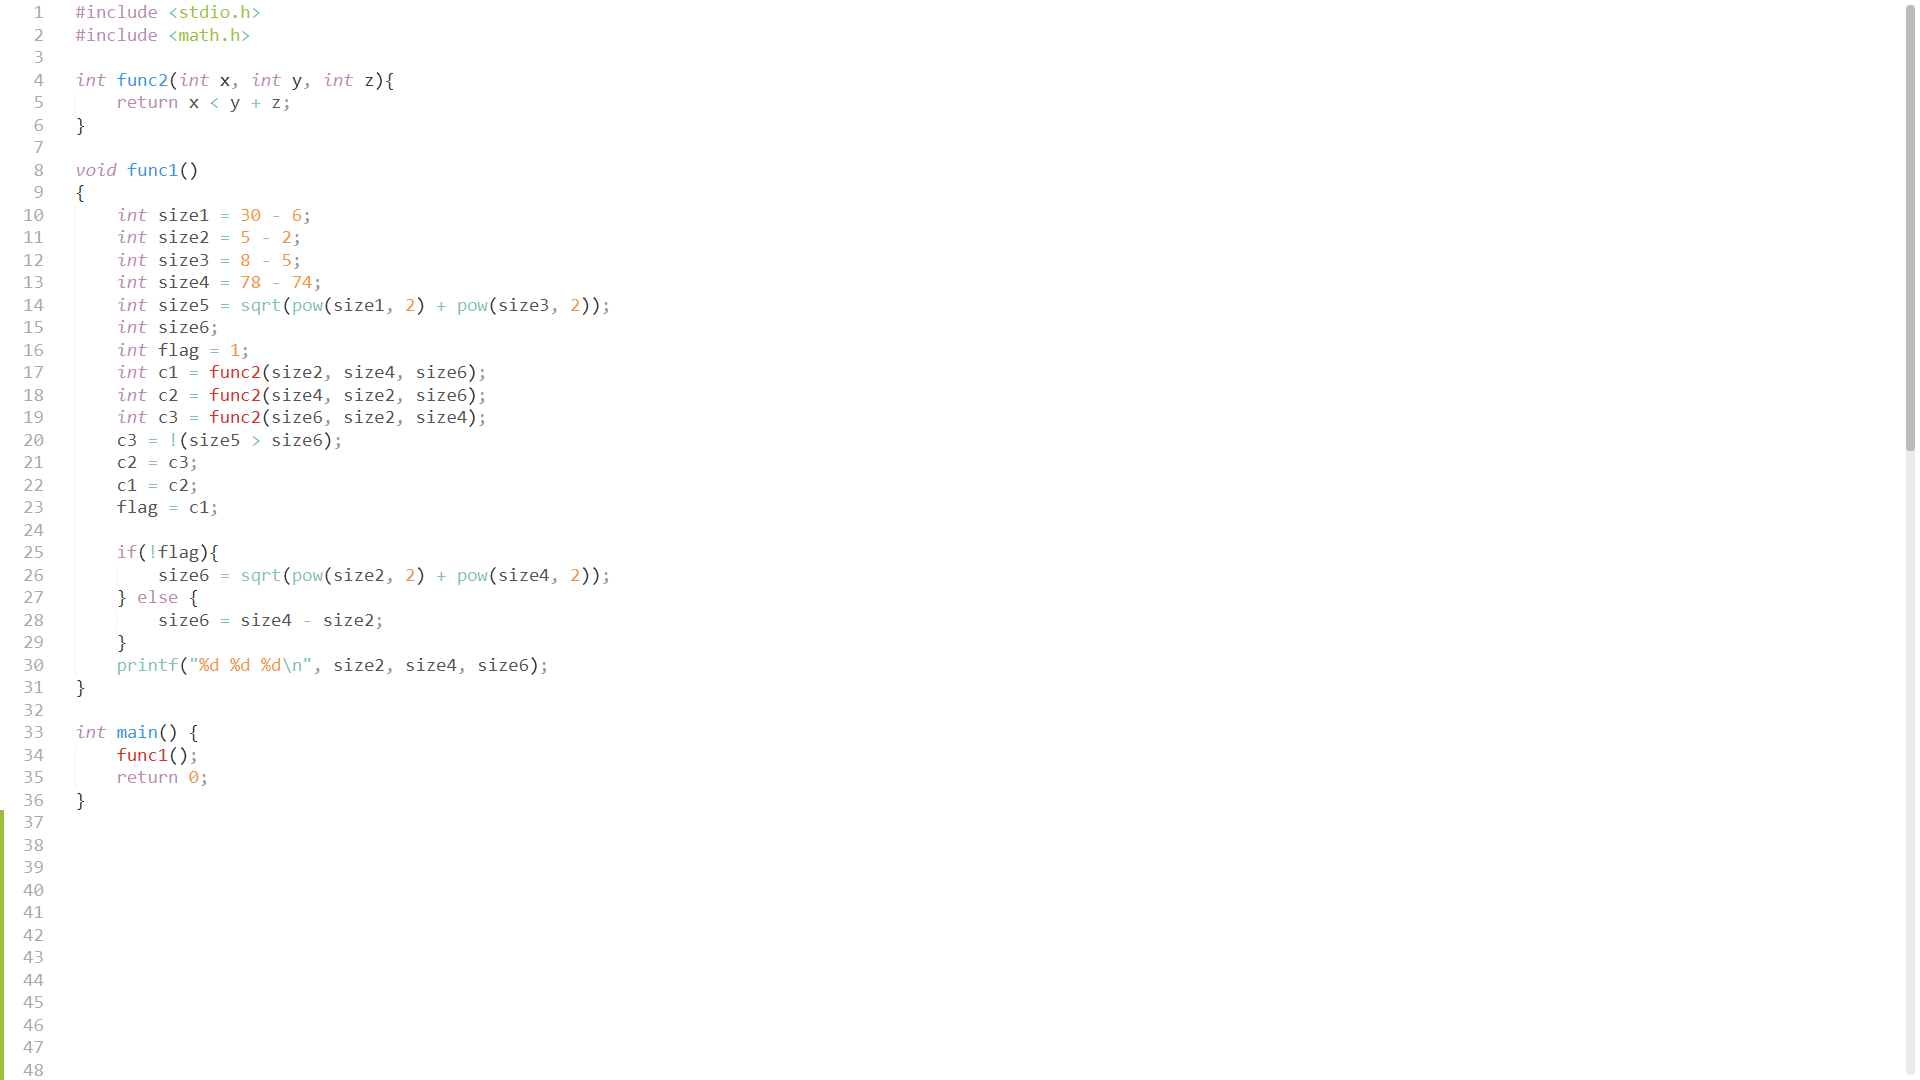 1 #include <stdio.h>
2 #include <math.h>
3
4 int func2(int x, int y, int z){
5     return x < y + z;
6 }
7
8 void func1()
9 {
10     int size1 = 30 - 6;
11     int size2 = 5 - 2;
12     int size3 = 8 - 5;
13     int size4 = 78 - 74;
14     int size5 = sqrt(pow(size1, 2) + pow(size3, 2));
15     int size6;
16     int flag = 1;
17     int c1 = func2(size2, size4, size6);
18     int c2 = func2(size4, size2, size6);
19     int c3 = func2(size6, size2, size4);
20     c3 = !(size5 > size6);
21     c2 = c3;
22     c1 = c2;
23     flag = c1;
24
25     if(!flag){
26         size6 = sqrt(pow(size2, 2) + pow(size4, 2));
27     } else {
28         size6 = size4 - size2;
29     }
30     printf("%d %d %d\n", size2, size4, size6);
31 }
32
33 int main() {
34     func1();
35     return 0;
36 }
37
38
39
40
41
42
43
44
45
46
47
48